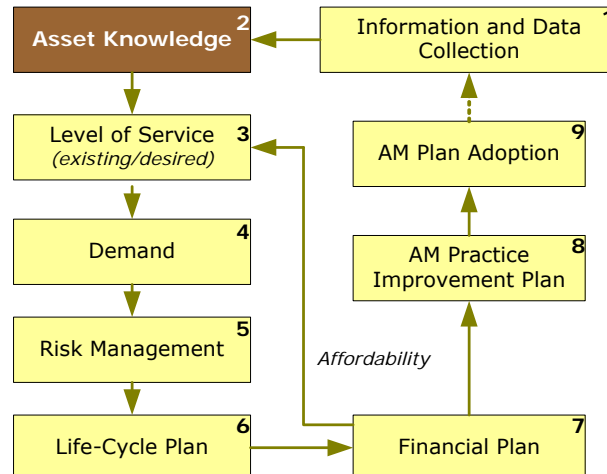 1
Information and Data
Collection
2
Asset Knowledge
3
Level of Service
(existing/desired)
4
Demand
5
Risk Management
6
Life-Cycle Plan
7
Financial Plan
Affordability
8
AM Practice
Improvement Plan
9
AM Plan Adoption